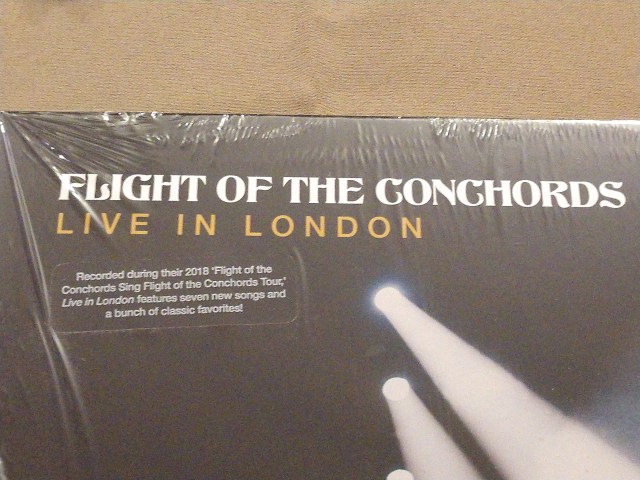 FLIGHT OF THE CONCHORDS
LIVE IN LONDON
Recorded during their 2018 'Flight of the
Conchords Sing Flight of the Conchords Tour,'
Live in London features seven new songs and
a bunch of classic favorites!